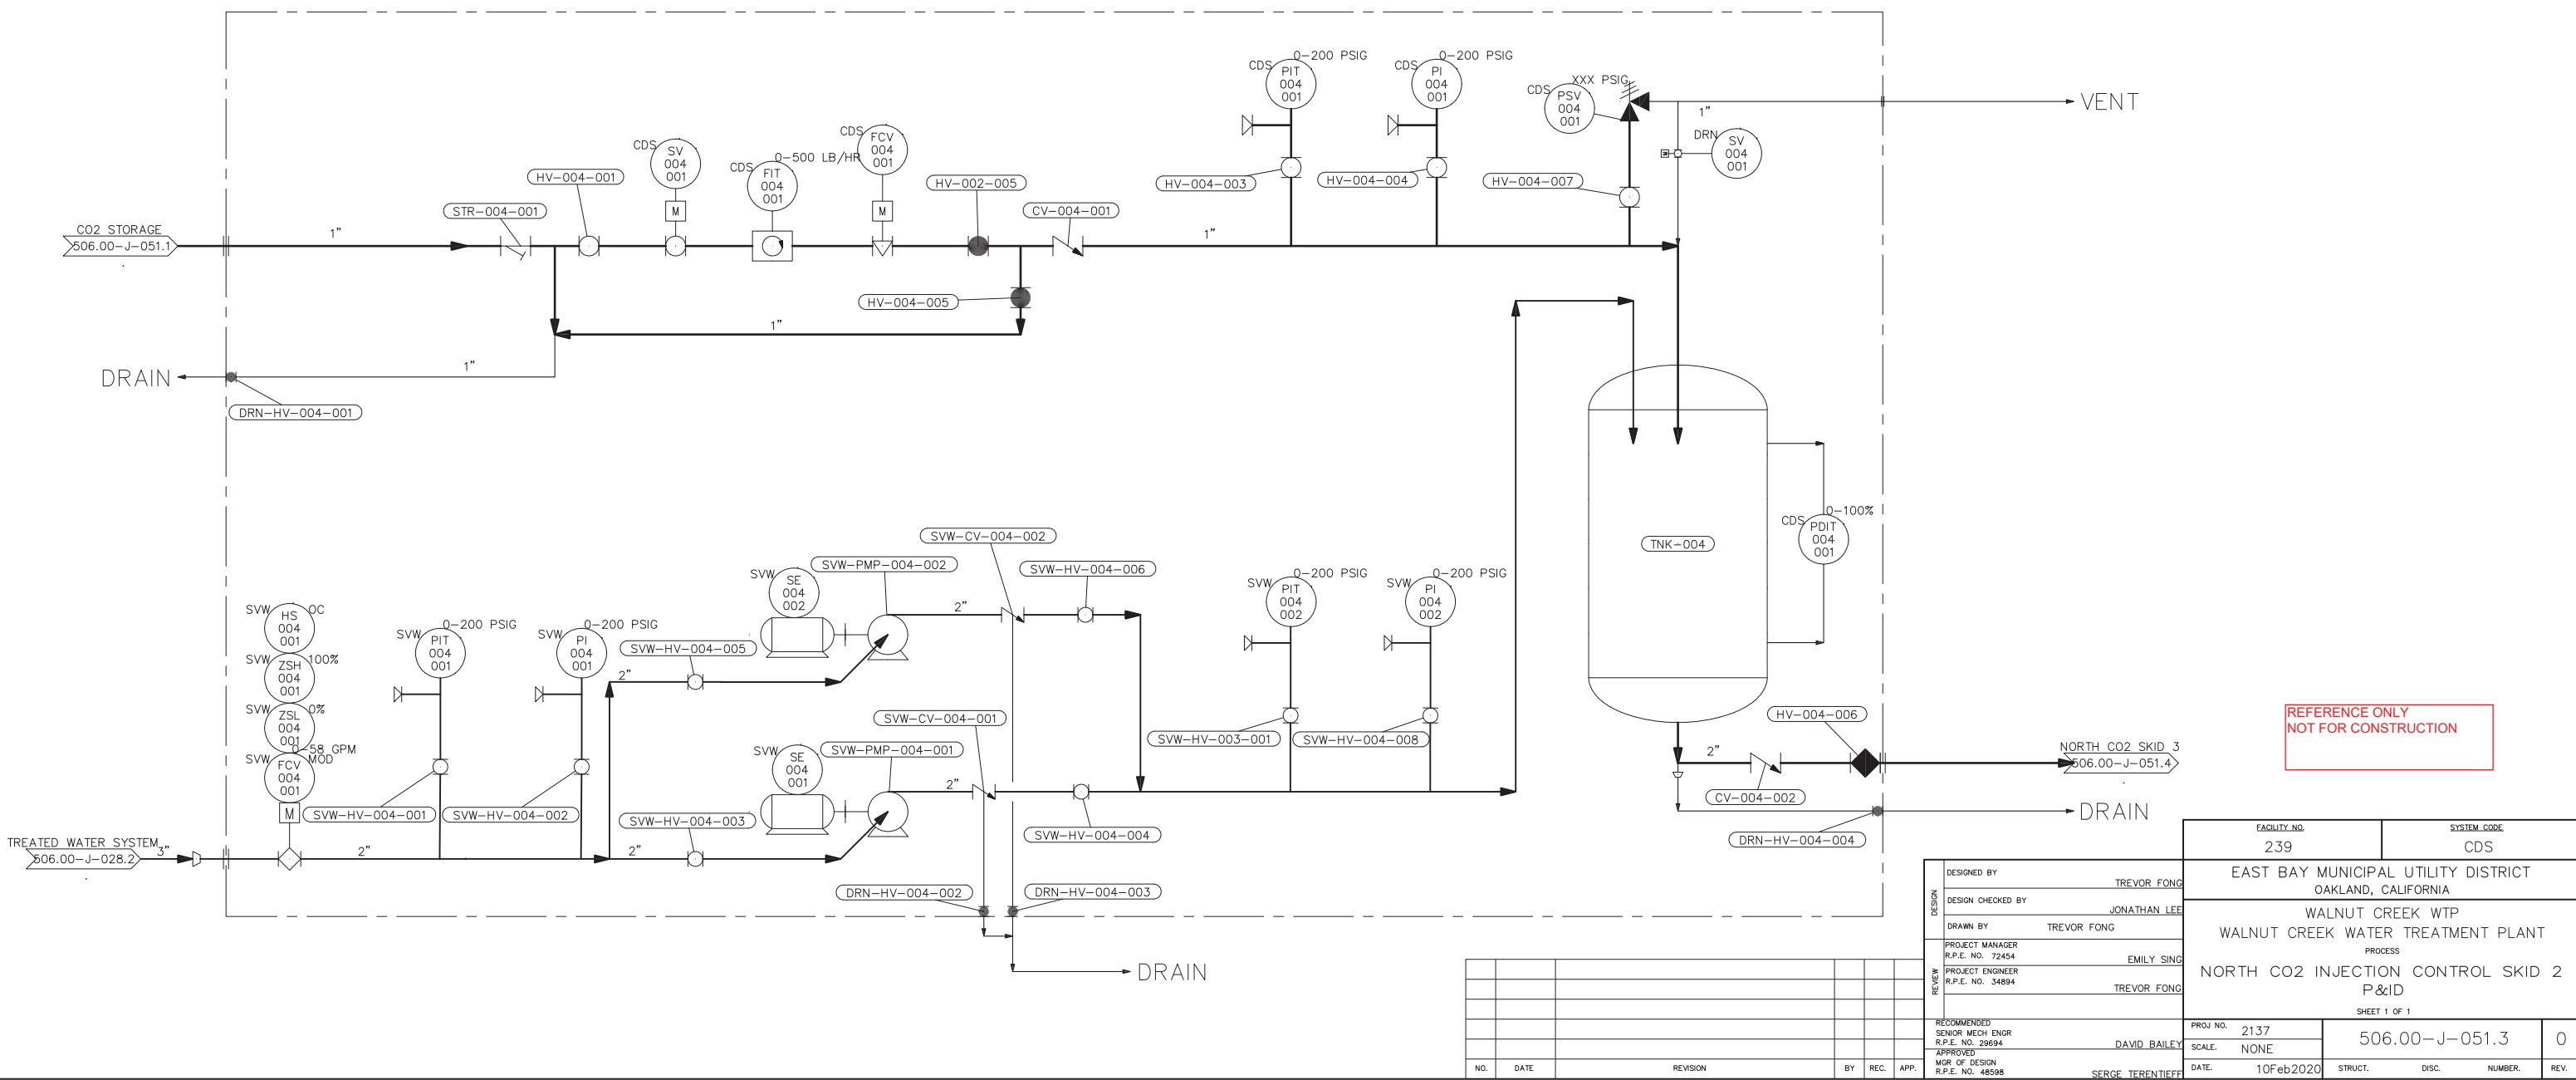 0-200 PSIG
CDS
PIT
004
001
0-200 PSIG
CDS
PI
004
001
XXX PSIG
CDS
PSV
004
001
VENT
1"
DRN
SV
004
001
CDS
SV
004
001
M
CDS
0-500 LB/HR
FIT
004
001
CDS
FCV
004
001
M
HV-004-001
STR-004-001
HV-002-005
CV-004-001
HV-004-003
HV-004-004
HV-004-007
CO2 STORAGE
506.00-J-051.1
1"
1"
HV-004-005
1"
1"
DRAIN
DRN-HV-004-001
TNK-004
0-100%
CDS
PDIT
004
001
SVW-CV-004-002
SVW-PMP-004-002
SVW-HV-004-006
SVW
SE
004
002
2"
SVW
OC
HS
004
001
SVW
100%
ZSH
004
001
SVW
0%
ZSL
004
001
0-58 GPM
SVW
MOD
FCV
004
001
M
0-200 PSIG
SVW
PIT
004
001
0-200 PSIG
SVW
PI
004
001
SVW-HV-004-005
2"
0-200 PSIG
SVW
PIT
004
002
0-200 PSIG
SVW
PI
004
002
SVW-CV-004-001
SVW-PMP-004-001
SVW
SE
004
001
2"
SVW-HV-003-001
SVW-HV-004-008
SVW-HV-004-001
SVW-HV-004-002
SVW-HV-004-003
SVW-HV-004-004
TREATED WATER SYSTEM
506.00-J-028.2
3"
2"
2"
DRN-HV-004-002
DRN-HV-004-003
DRAIN
HV-004-006
2"
CV-004-002
NORTH CO2 SKID 3
506.00-J-051.4
DRAIN
DRN-HV-004-004
REFERENCE ONLY
NOT FOR CONSTRUCTION
FACILITY NO.
239
SYSTEM CODE
CDS
EAST BAY MUNICIPAL UTILITY DISTRICT
OAKLAND, CALIFORNIA
WALNUT CREEK WTP
WALNUT CREEK WATER TREATMENT PLANT
PROCESS
NORTH CO2 INJECTION CONTROL SKID 2
P&ID
SHEET 1 OF 1
DESIGN
DESIGNED BY
TREVOR FONG
DESIGN CHECKED BY
JONATHAN LEE
DRAWN BY
TREVOR FONG
REVIEW
PROJECT MANAGER
R.P.E. NO. 72454
EMILY SING
PROJECT ENGINEER
R.P.E. NO. 34894
TREVOR FONG
RECOMMENDED
SENIOR MECH ENGR
R.P.E. NO. 29694
DAVID BAILEY
APPROVED
MGR OF DESIGN
R.P.E. NO. 48598
SERGE TERENTIEFF
PROJ NO.
2137
SCALE.
NONE
DATE.
10Feb2020
506.00-J-051.3
0
STRUCT.
DISC.
NUMBER.
REV.
NO.
DATE
REVISION
BY
REC.
APP.